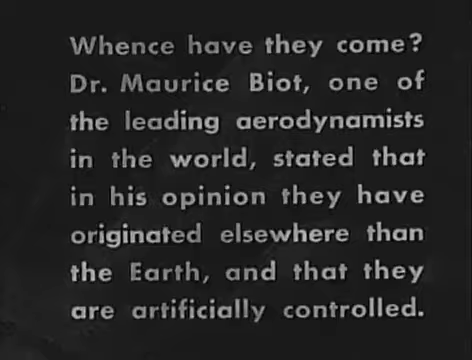 Whence have they come?
Dr. Maurice Biot, one of
the leading aerodynamists
in the world, stated that
in his opinion they have
originated elsewhere than
the Earth, and that they
are artificially controlled.